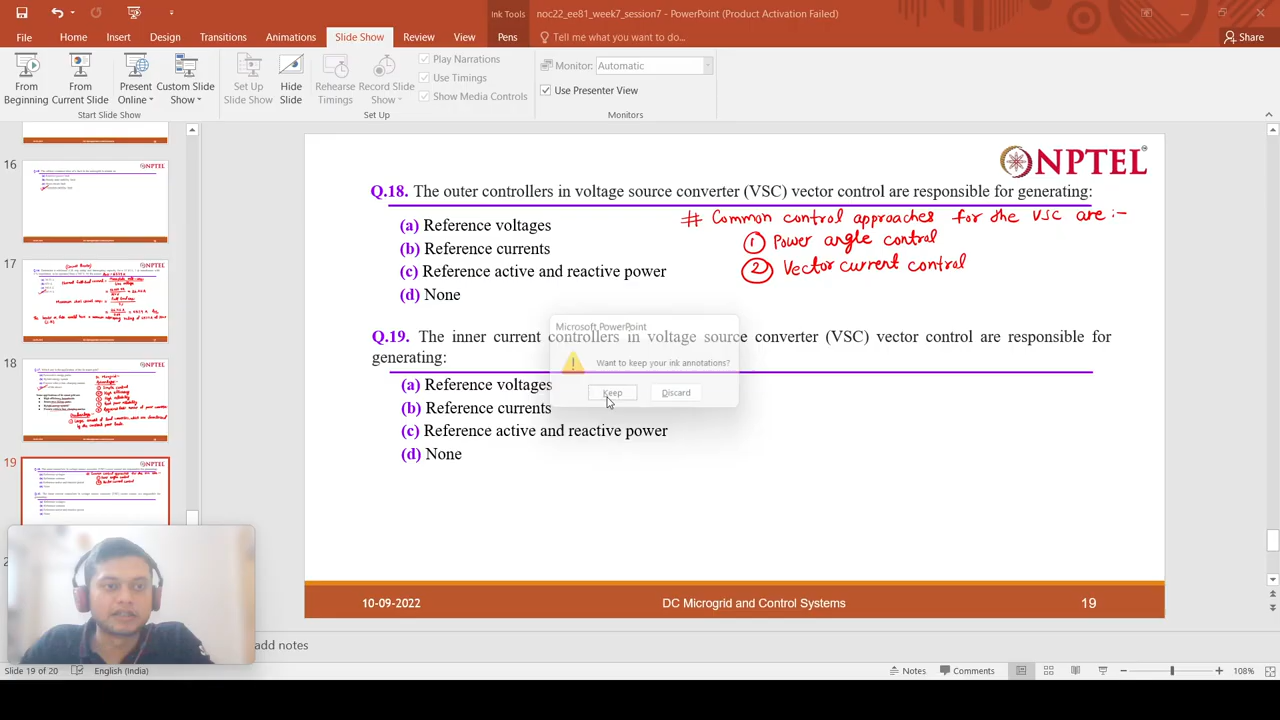 Ink Tools
noc22_ee81_week7_session7 - PowerPoint (Product Activation Failed)
File Home Insert Design Transitions Animations Slide Show Review View Pens Tell me what you want to do... Share
From Beginning
From Current Slide
Present Online
Custom Slide Show
Set Up Slide Show
Hide Slide
Rehearse Timings
Record Slide Show
Play Narrations
Use Timings
Show Media Controls
Monitor: Automatic
Use Presenter View
Start Slide Show Set Up Monitors
16
17
18
19
NPTEL
Q.18. The outer controllers in voltage source converter (VSC) vector control are responsible for generating:
# Common control approaches for the VSC are :-
(a) Reference voltages
① Power angle control
(b) Reference currents
② Vector current control
(c) Reference active and reactive power
(d) None
Q.19. The inner current controllers in voltage source converter (VSC) vector control are responsible for
generating:
(a) Reference voltages
(b) Reference currents
(c) Reference active and reactive power
(d) None
Microsoft PowerPoint
Want to keep your ink annotations?
Keep Discard
10-09-2022 DC Microgrid and Control Systems 19
add notes
Slide 19 of 20 English (India) Notes Comments 108%